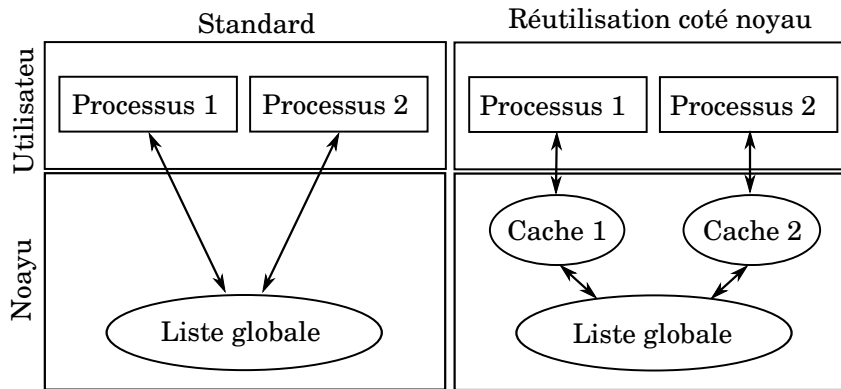 Standard
Réutilisation coté noyau
Utilisateu
Processus 1
Processus 2
Processus 1
Processus 2
Noayu
Cache 1
Cache 2
Liste globale
Liste globale